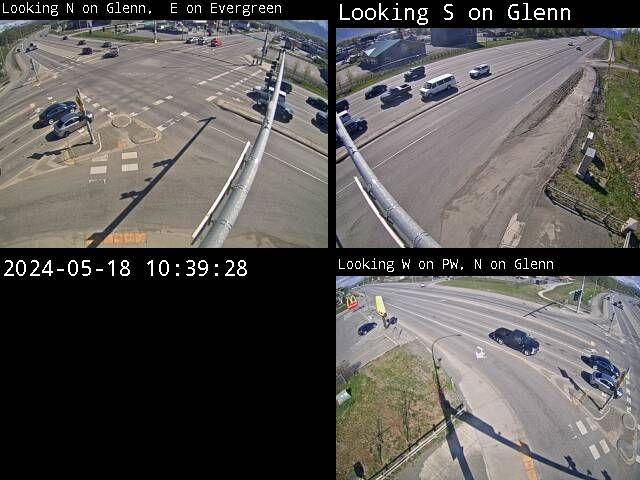 Looking N on Glenn, E on Evergreen
Looking S on Glenn
2024-05-18 10:39:28
Looking W on PW, N on Glenn